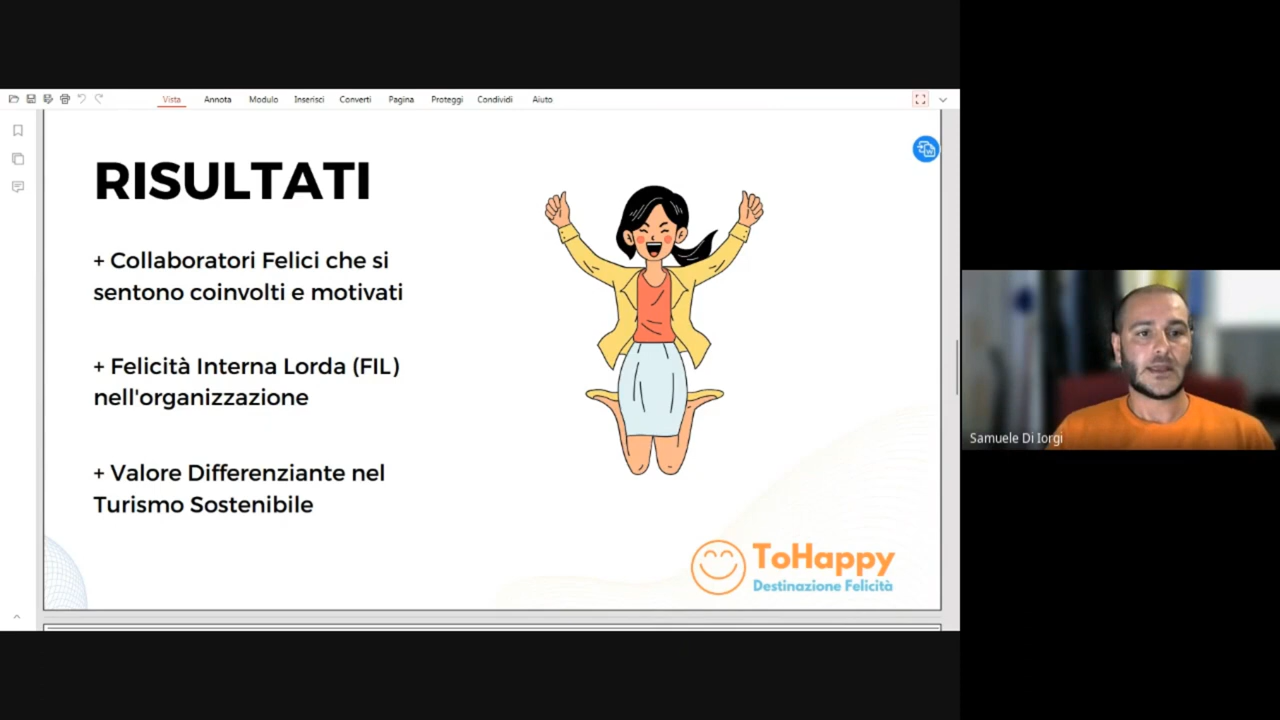 Vista Annota Modulo Inserisci Converti Pagina Proteggi Condividi Aiuto
RISULTATI
+ Collaboratori Felici che si
sentono coinvolti e motivati
+ Felicità Interna Lorda (FIL)
nell'organizzazione
+ Valore Differenziante nel
Turismo Sostenibile
ToHappy
Destinazione Felicità
Samuele Di Iorgi